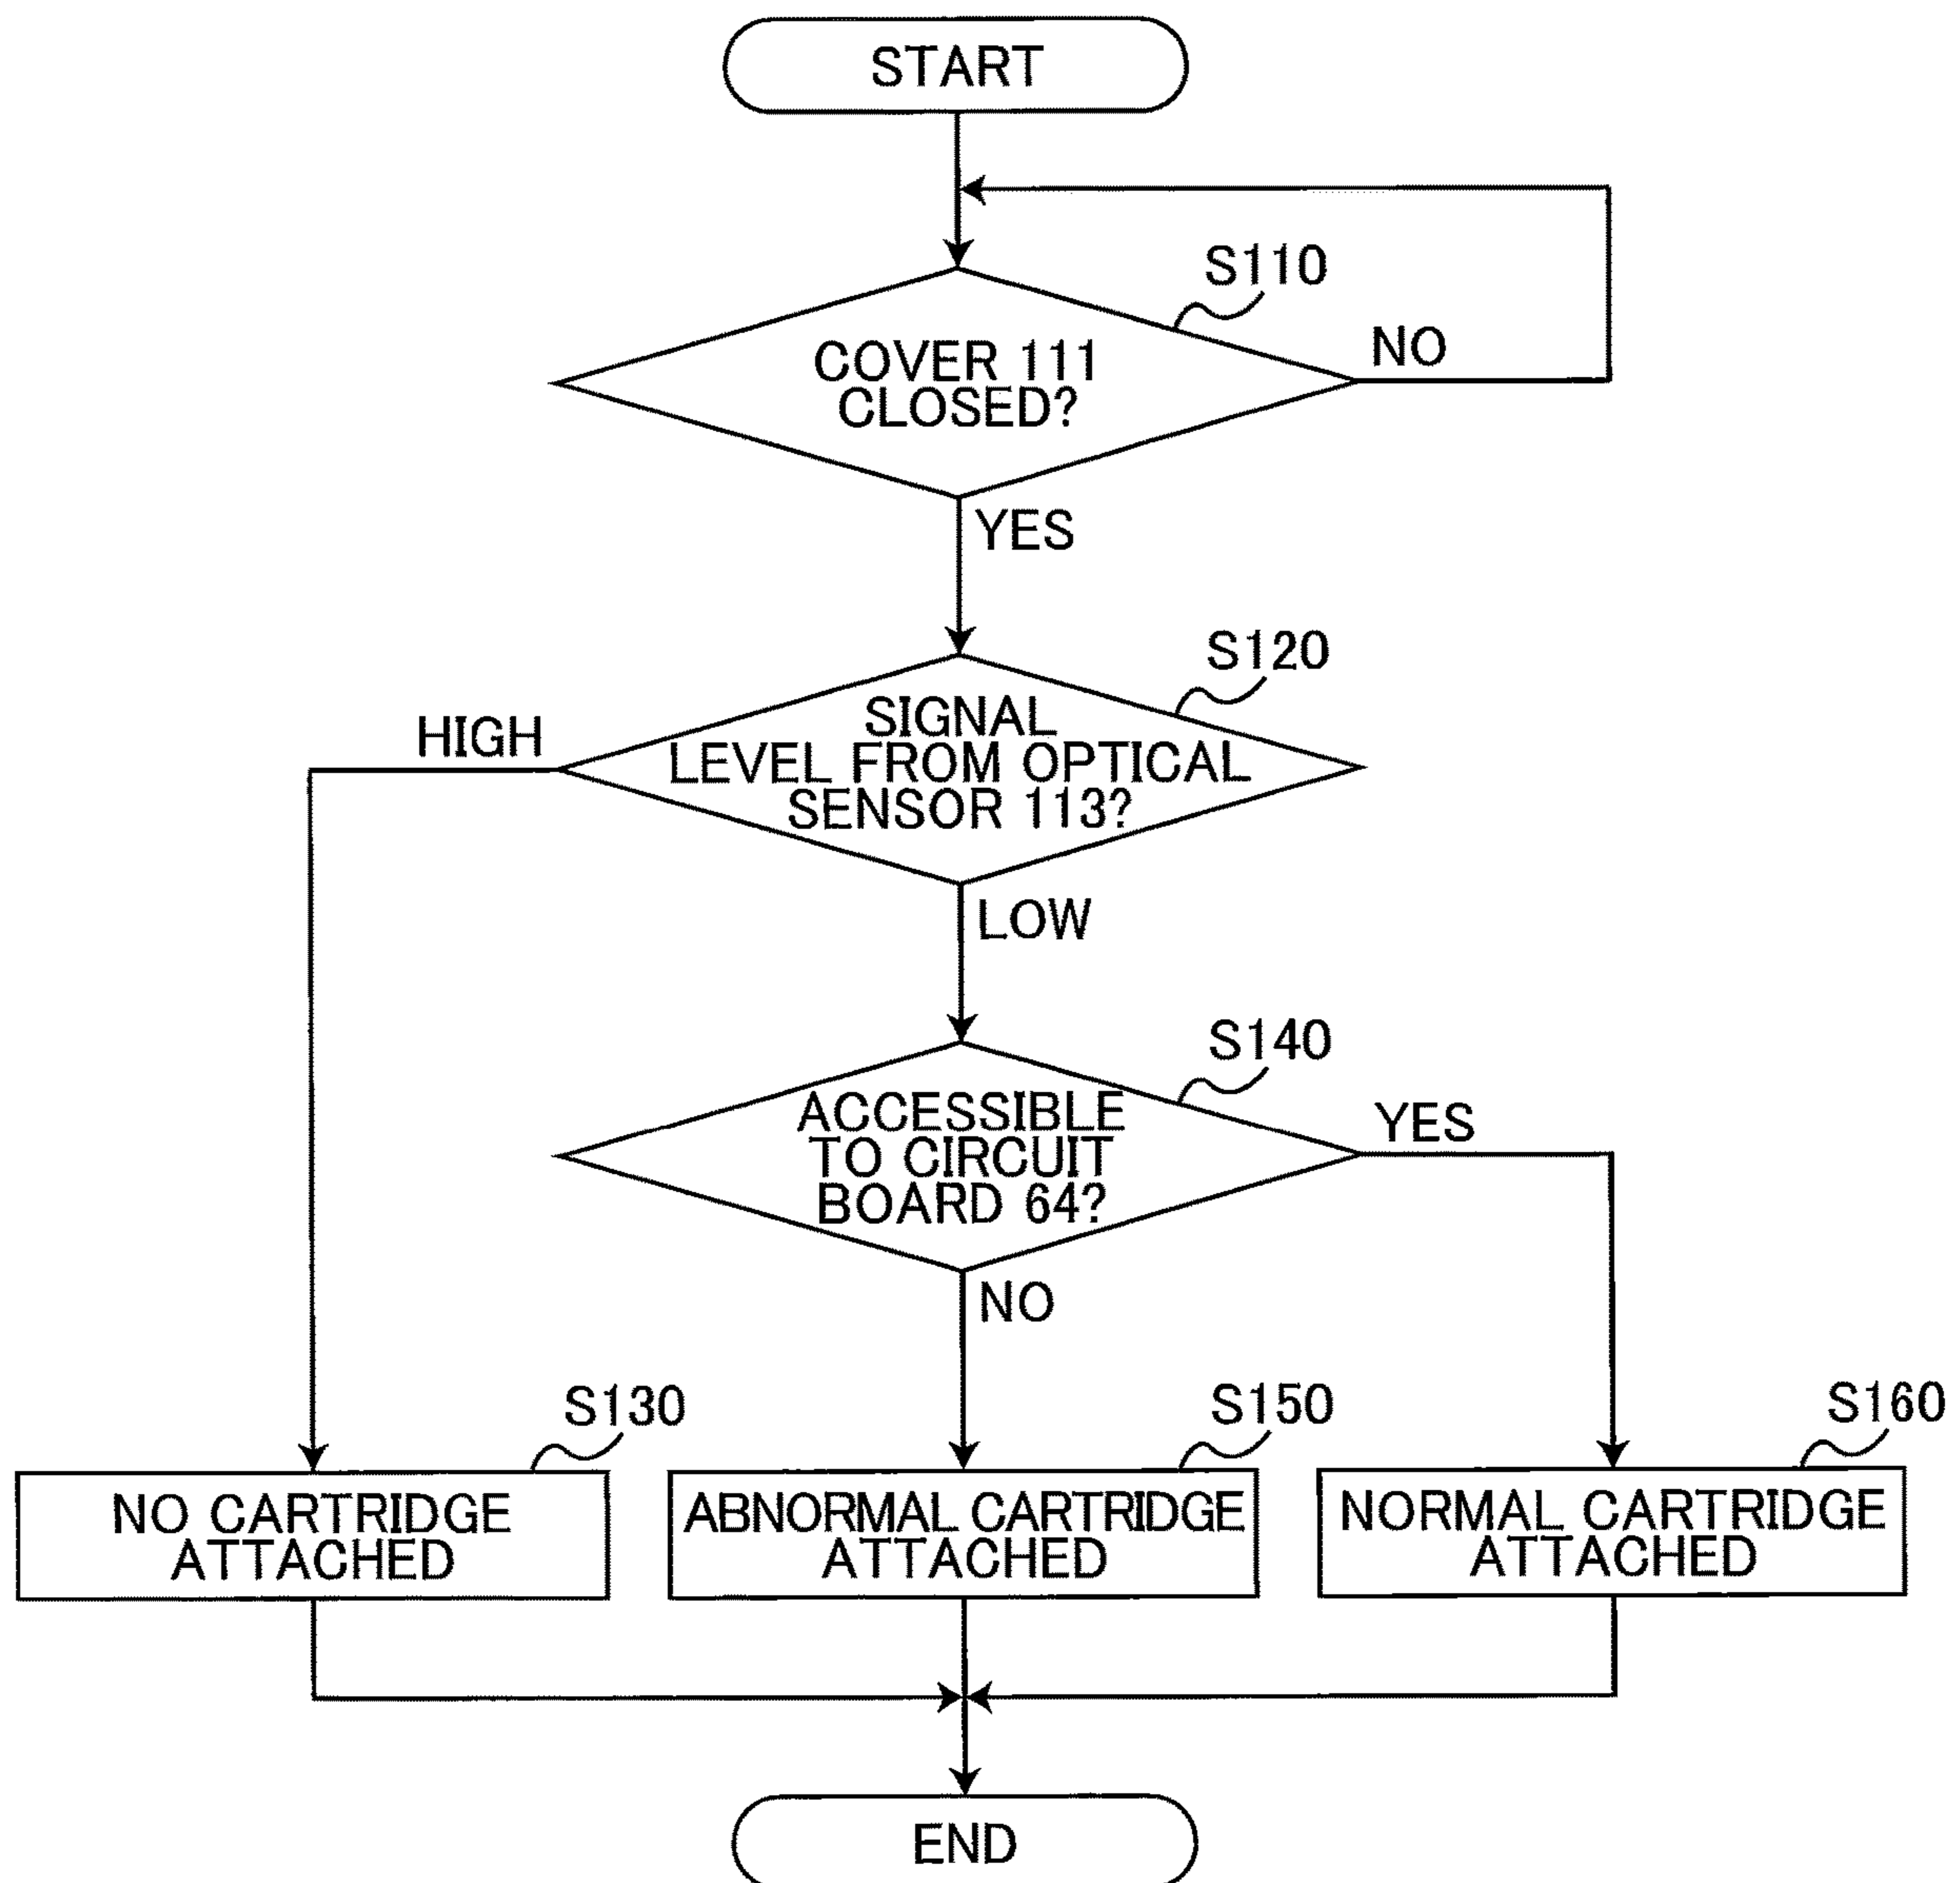 START
S110
COVER 111
CLOSED?
NO
YES
S120
SIGNAL
LEVEL FROM OPTICAL
SENSOR 113?
HIGH
LOW
S140
ACCESSIBLE
TO CIRCUIT
BOARD 64?
YES
NO
S130
NO CARTRIDGE
ATTACHED
S150
ABNORMAL CARTRIDGE
ATTACHED
S160
NORMAL CARTRIDGE
ATTACHED
END